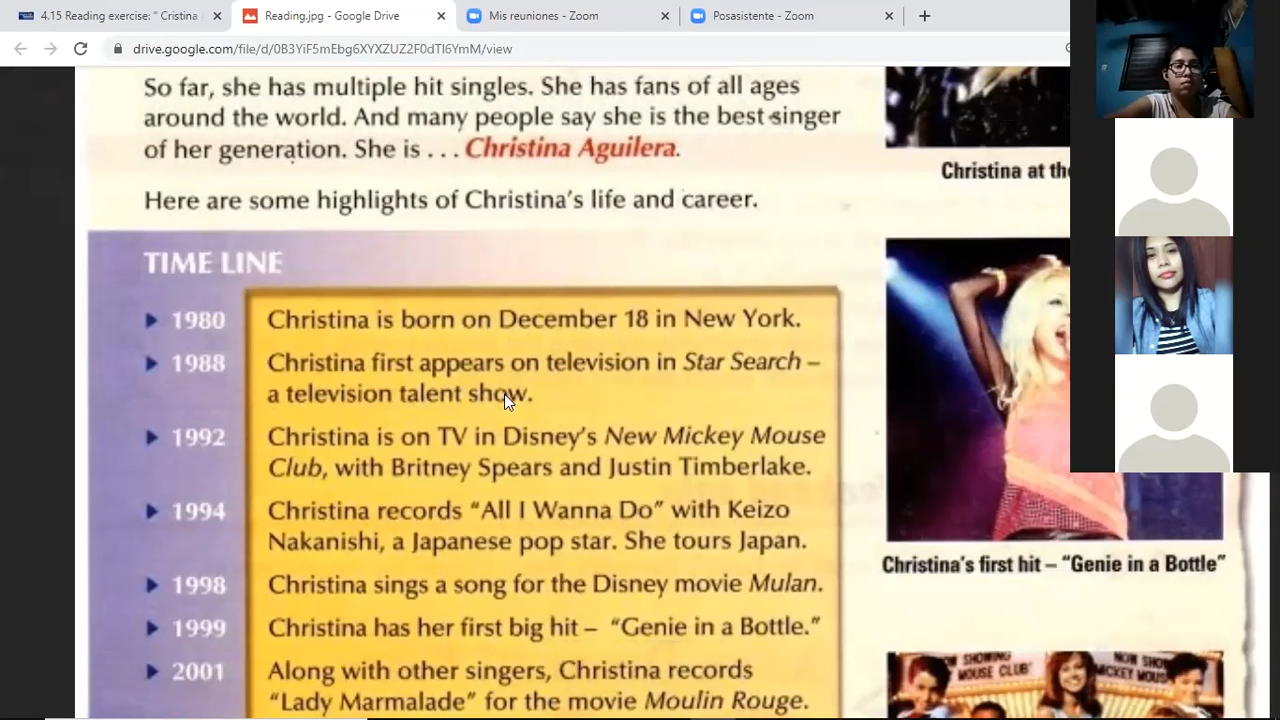 4.15 Reading exercise: " Cristina
Reading.jpg - Google Drive
Mis reuniones - Zoom
Posasistente - Zoom
drive.google.com/file/d/0B3YiF5mEbg6XYXZUZ2F0dTl6YmM/view
So far, she has multiple hit singles. She has fans of all ages
around the world. And many people say she is the best singer
of her generation. She is . . . Christina Aguilera.
Here are some highlights of Christina's life and career.
Christina at the
TIME LINE
1980 Christina is born on December 18 in New York.
1988 Christina first appears on television in Star Search –
a television talent show.
1992 Christina is on TV in Disney's New Mickey Mouse
Club, with Britney Spears and Justin Timberlake.
1994 Christina records "All I Wanna Do" with Keizo
Nakanishi, a Japanese pop star. She tours Japan.
1998 Christina sings a song for the Disney movie Mulan.
1999 Christina has her first big hit – "Genie in a Bottle."
2001 Along with other singers, Christina records
"Lady Marmalade" for the movie Moulin Rouge.
Christina's first hit – "Genie in a Bottle"
SHOWING
MOUSE CLUB'